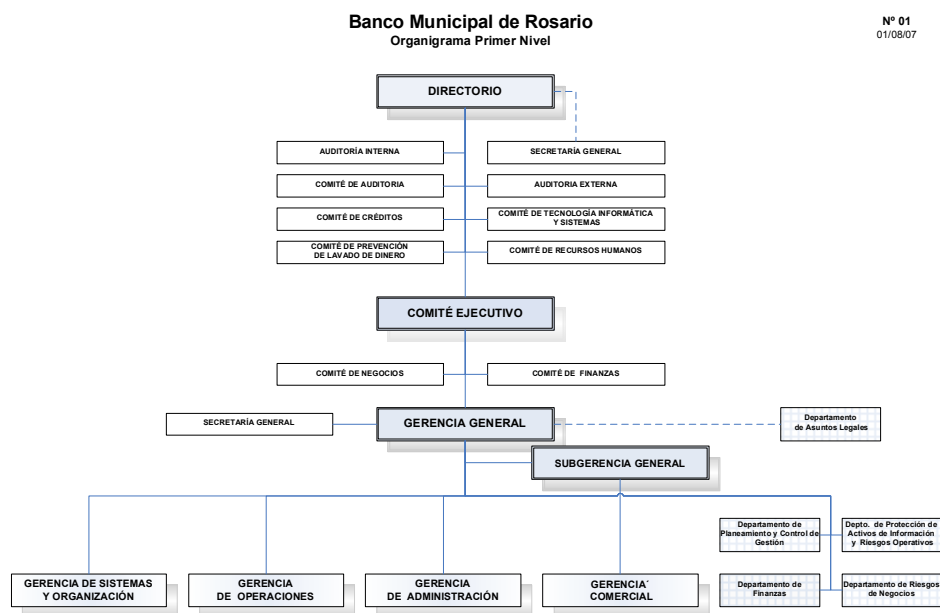 Banco Municipal de Rosario
Organigrama Primer Nivel
Nº 01
01/08/07
DIRECTORIO
AUDITORÍA INTERNA
SECRETARÍA GENERAL
COMITÉ DE AUDITORIA
AUDITORIA EXTERNA
COMITÉ DE CRÉDITOS
COMITÉ DE TECNOLOGÍA INFORMÁTICA
Y SISTEMAS
COMITÉ DE PREVENCIÓN
DE LAVADO DE DINERO
COMITÉ DE RECURSOS HUMANOS
COMITÉ EJECUTIVO
COMITÉ DE NEGOCIOS
COMITÉ DE FINANZAS
SECRETARÍA GENERAL
GERENCIA GENERAL
Departamento
de Asuntos Legales
SUBGERENCIA GENERAL
Departamento de
Planeamiento y Control de
Gestión
Depto. de Protección de
Activos de Información
y Riesgos Operativos
GERENCIA DE SISTEMAS
Y ORGANIZACIÓN
GERENCIA
DE OPERACIONES
GERENCIA
DE ADMINISTRACIÓN
GERENCIA´
COMERCIAL
Departamento de
Finanzas
Departamento de Riesgos
de Negocios